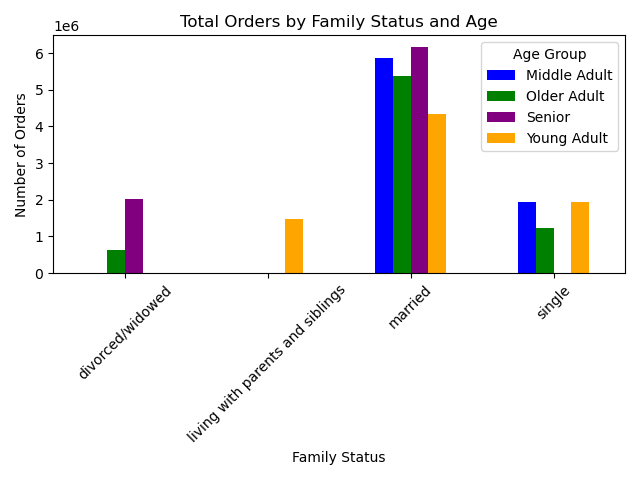 Total Orders by Family Status and Age
1e6
Age Group
Middle Adult
Older Adult
Senior
Young Adult
Number of Orders
6
5
4
3
2
1
0
divorced/widowed
living with parents and siblings
married
single
Family Status